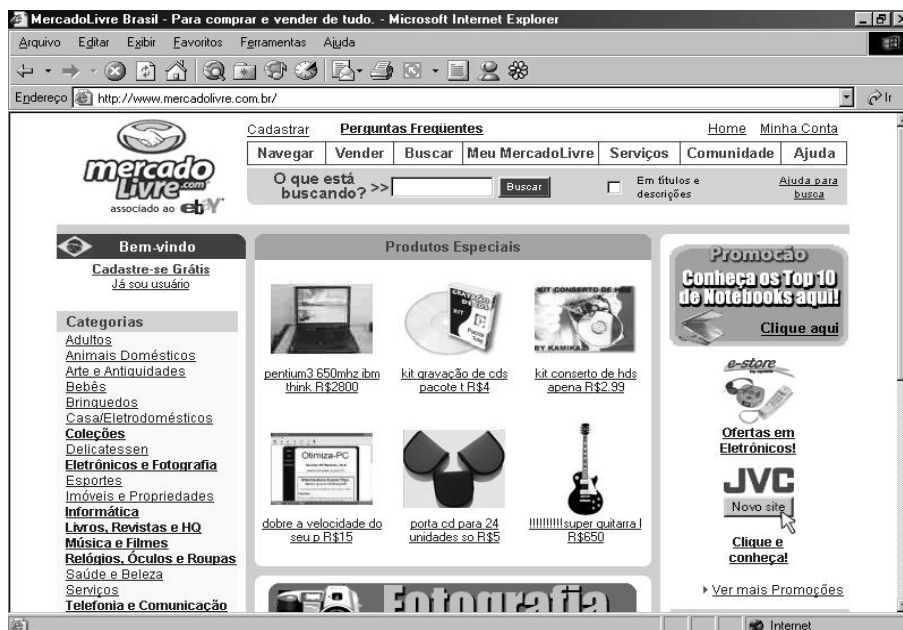 MercadoLivre Brasil - Para comprar e vender de tudo. - Microsoft Internet Explorer
Arquivo Editar Exibir Favoritos Ferramentas Ajuda
Endereço http://www.mercadolivre.com.br/ Ir
Cadastrar Perguntas Freqüentes Home Minha Conta
mercado
Livre.com
associado ao ebY
Navegar Vender Buscar Meu MercadoLivre Serviços Comunidade Ajuda
O que está
buscando? >> Buscar
Em títulos e
descrições
Ajuda para
busca
Bem-vindo
Cadastre-se Grátis
Já sou usuário
Categorias
Adultos
Animais Domésticos
Arte e Antiguidades
Bebês
Brinquedos
Casa/Eletrodomésticos
Coleções
Delicatessen
Eletrônicos e Fotografia
Esportes
Imóveis e Propriedades
Informática
Livros, Revistas e HQ
Música e Filmes
Relógios, Óculos e Roupas
Saúde e Beleza
Serviços
Telefonia e Comunicação
Produtos Especiais
GRAVAÇÃO
DE CDS
KIT
Pacote
KIT CONSERTO DE HDS
BY KAMIKAZI
pentium3 650mhz ibm
think R$2800
kit gravação de cds
pacote t R$4
kit conserto de hds
apena R$2.99
Otimiza-PC
dobre a velocidade do
seu p R$15
porta cd para 24
unidades so R$5
!!!!!!!!!!super guitarra l
R$650
Fotografia
Promoção
Conheça os Top 10
de Notebooks aqui!
Clique aqui
e-store
Ofertas em
Eletrônicos!
JVC
Novo site
Clique e
conheça!
Ver mais Promoções
Internet